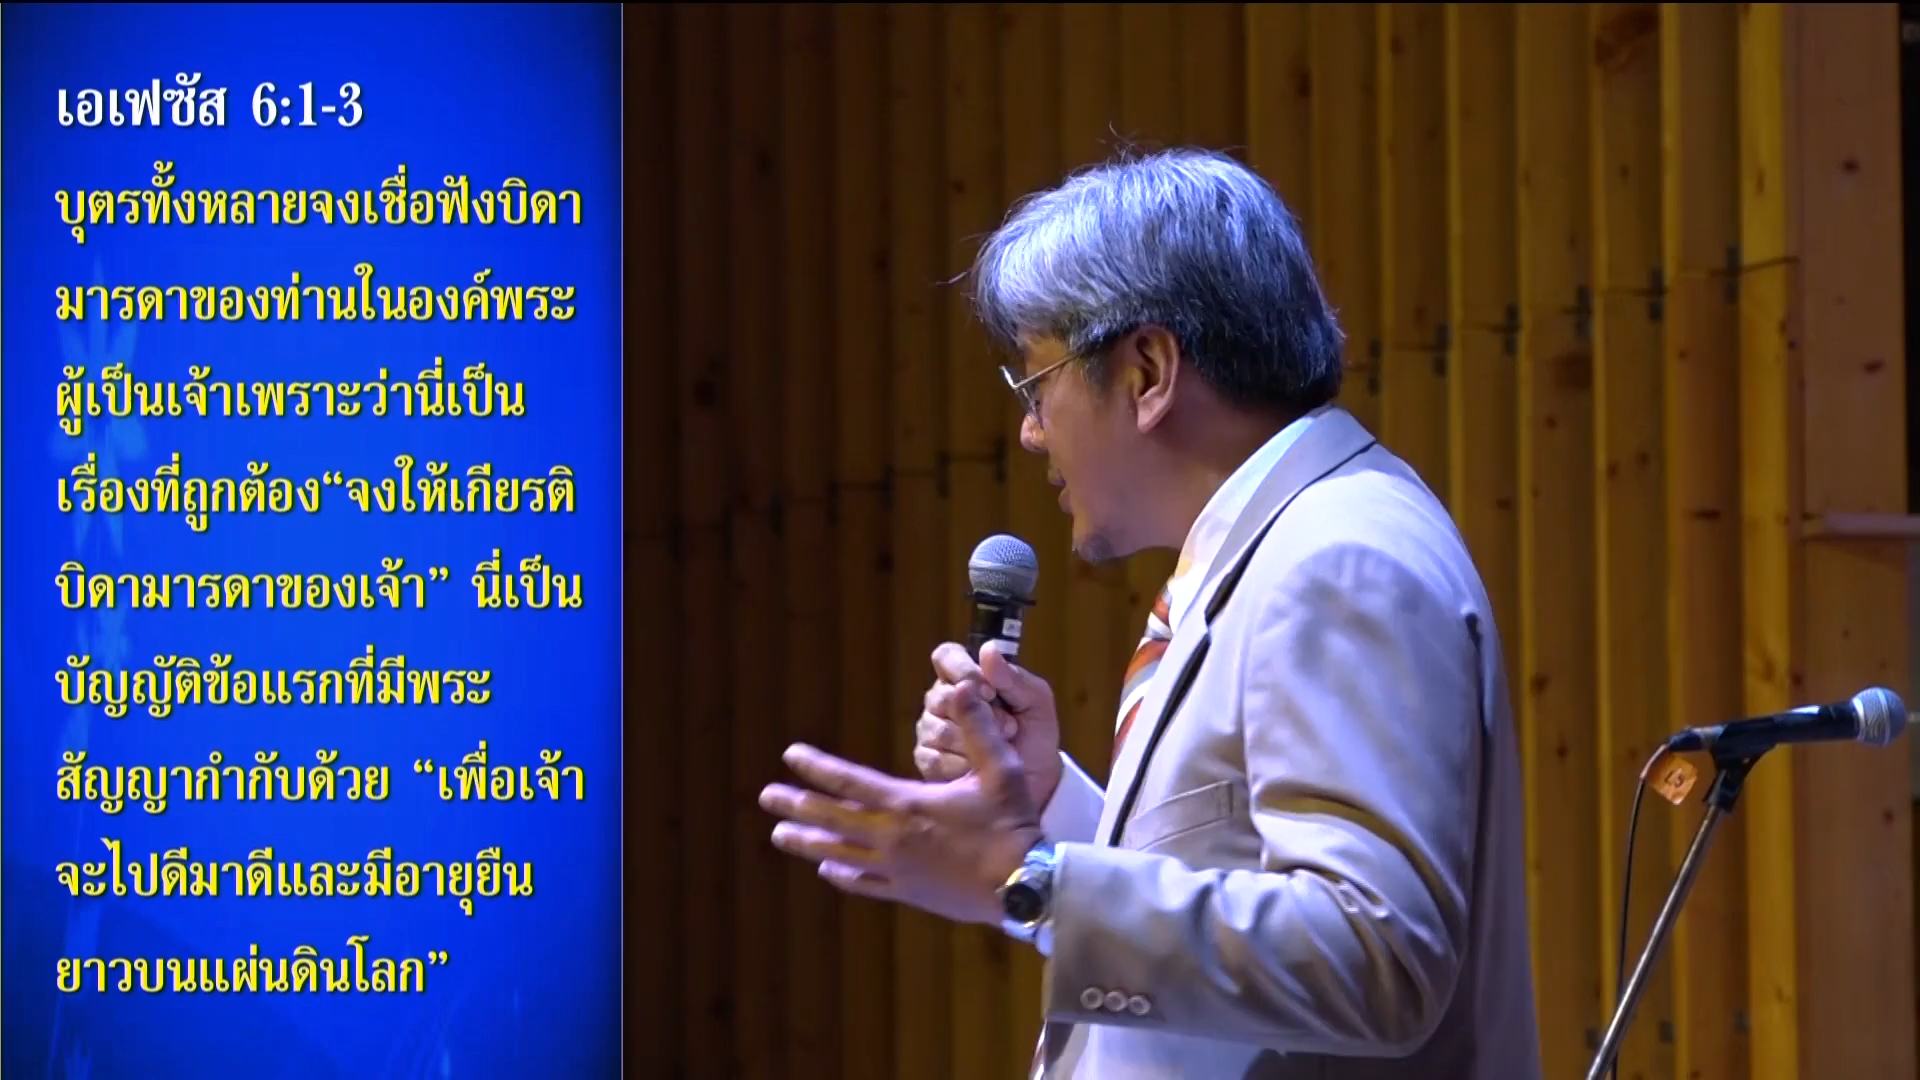 เอเฟซัส 6:1-3
บุตรทั้งหลายจงเชื่อฟังบิดา
มารดาของท่านในองค์พระ
ผู้เป็นเจ้าเพราะว่านี่เป็น
เรื่องที่ถูกต้อง“จงให้เกียรติ
บิดามารดาของเจ้า” นี่เป็น
บัญญัติข้อแรกที่มีพระ
สัญญากำกับด้วย “เพื่อเจ้า
จะไปดีมาดีและมีอายุยืน
ยาวบนแผ่นดินโลก”